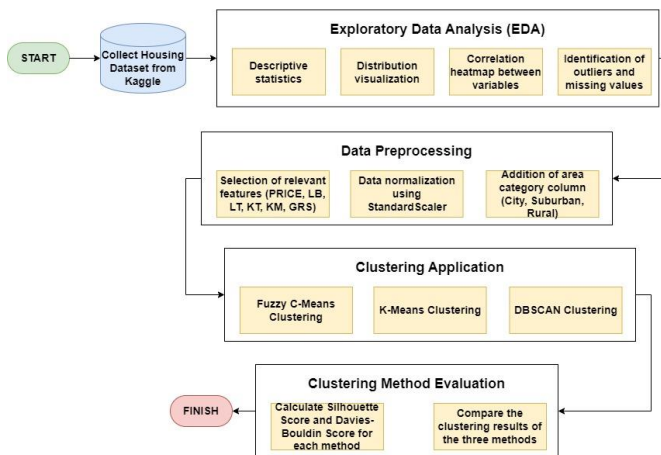 START
Collect Housing
Dataset from
Kaggle
Exploratory Data Analysis (EDA)
Descriptive
statistics
Distribution
visualization
Correlation
heatmap between
variables
Identification of
outliers and
missing values
Data Preprocessing
Selection of relevant
features (PRICE, LB,
LT, KT, KM, GRS)
Data normalization
using
StandardScaler
Addition of area
category column
(City, Suburban,
Rural)
Clustering Application
Fuzzy C-Means
Clustering
K-Means Clustering
DBSCAN Clustering
Clustering Method Evaluation
Calculate Silhouette
Score and Davies-
Bouldin Score for
each method
Compare the
clustering results of
the three methods
FINISH